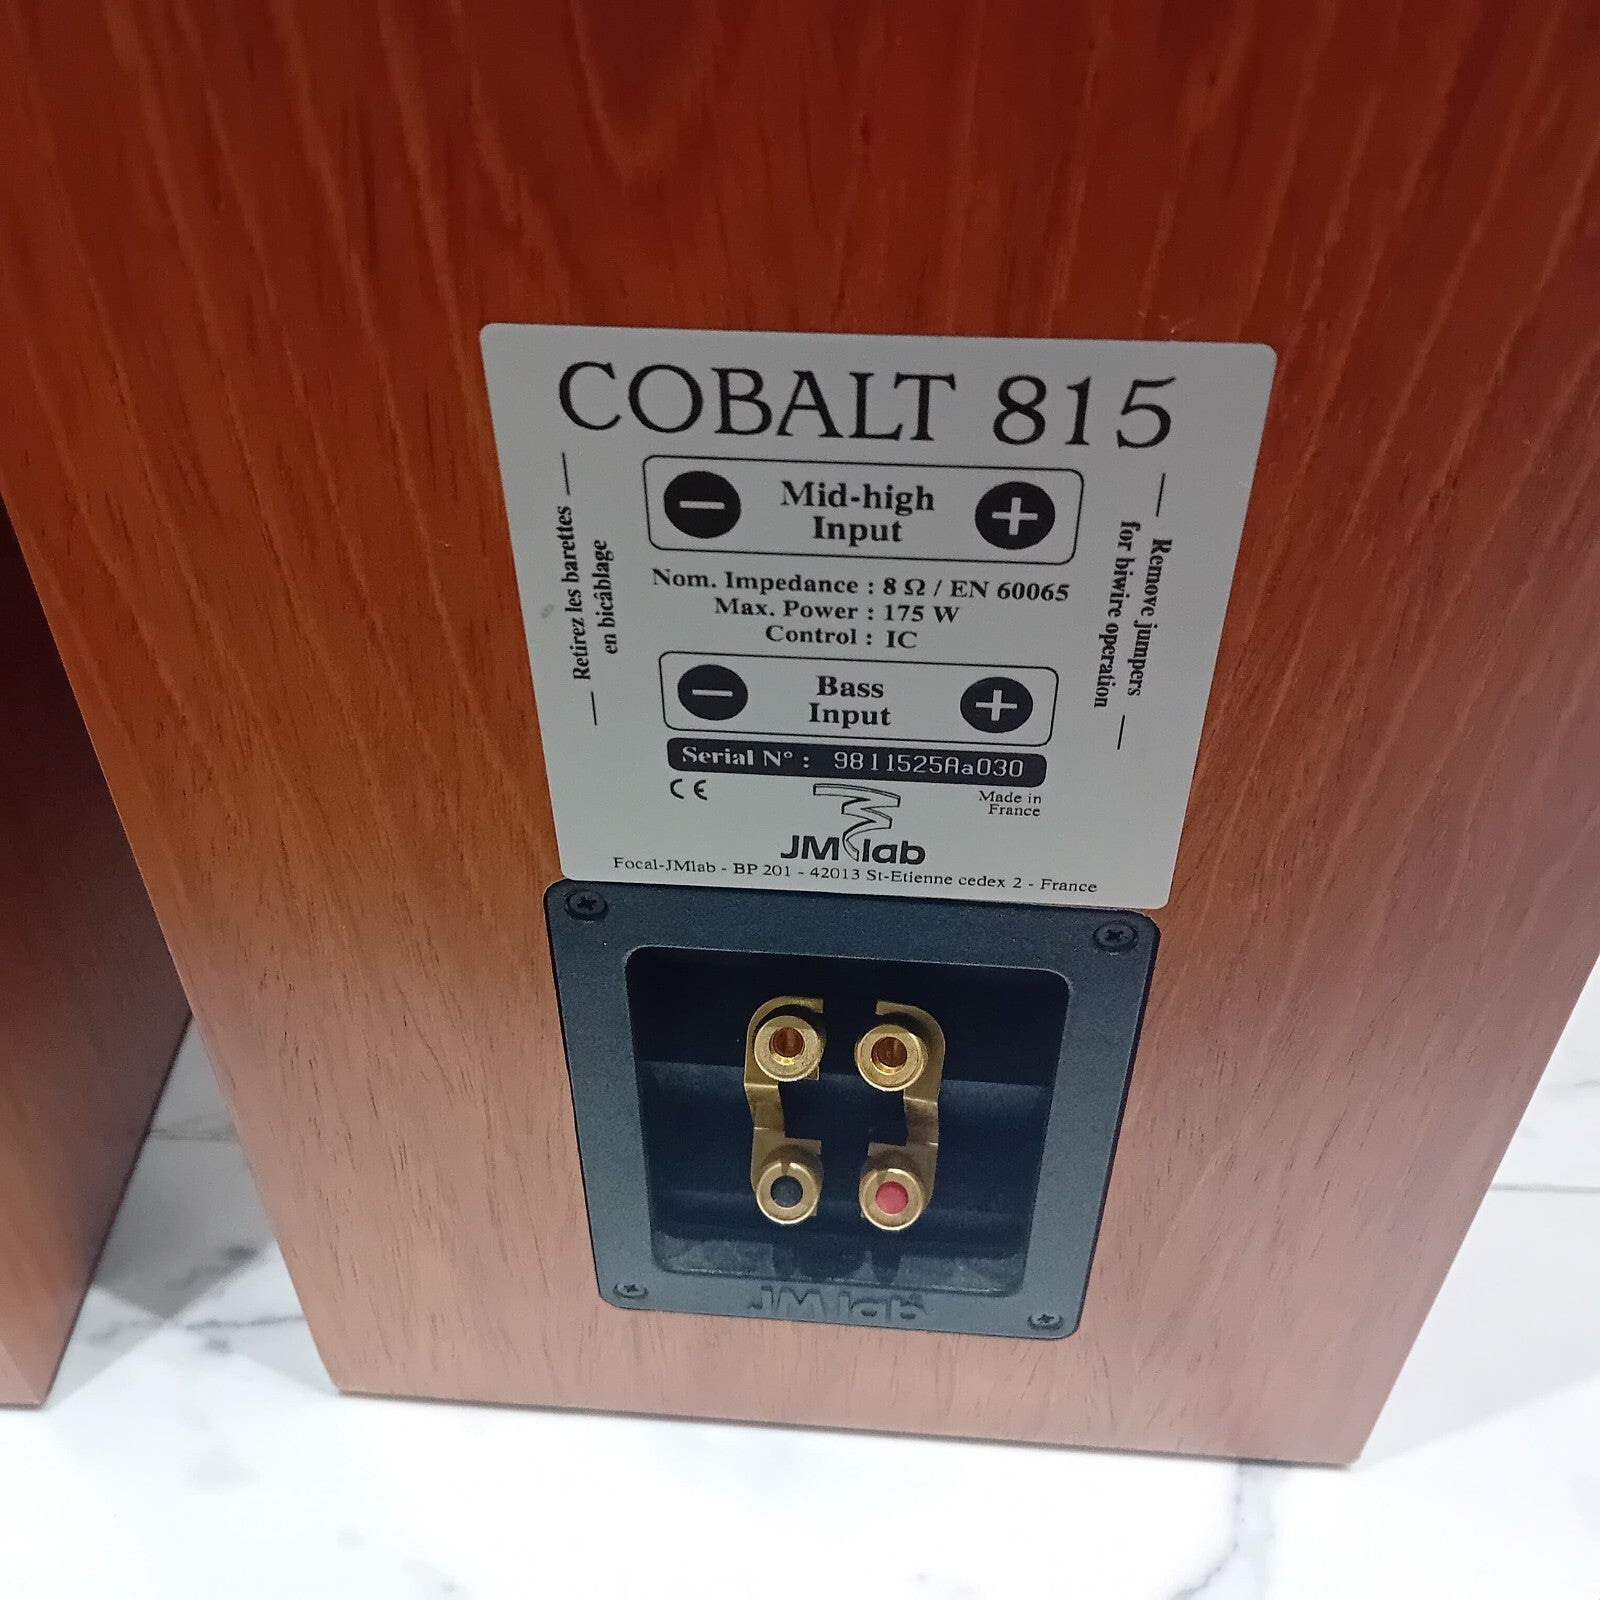 COBALT 815
Retirez les barettes
en bicâblage
− Mid-high +
Input
Nom. Impedance : 8 Ω / EN 60065
Max. Power : 175 W
Control : IC
− Bass +
Input
Remove jumpers
for biwire operation
Serial N° : 9811525Aa030
CE
Made in
France
JMlab
Focal-JMlab - BP 201 - 42013 St-Etienne cedex 2 - France
JMlab